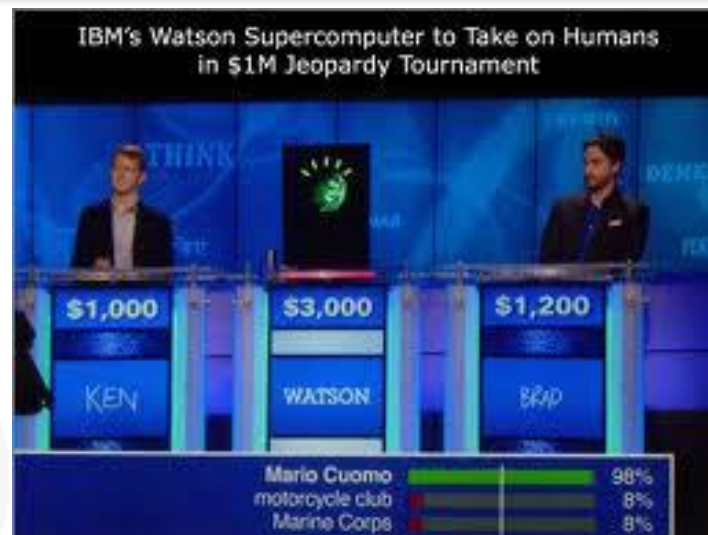 IBM's Watson Supercomputer to Take on Humans
in $1M Jeopardy Tournament
THINK
$1,000
$3,000
$1,200
KEN
WATSON
BRAD
Mario Cuomo 98%
motorcycle club 8%
Marine Corps 8%